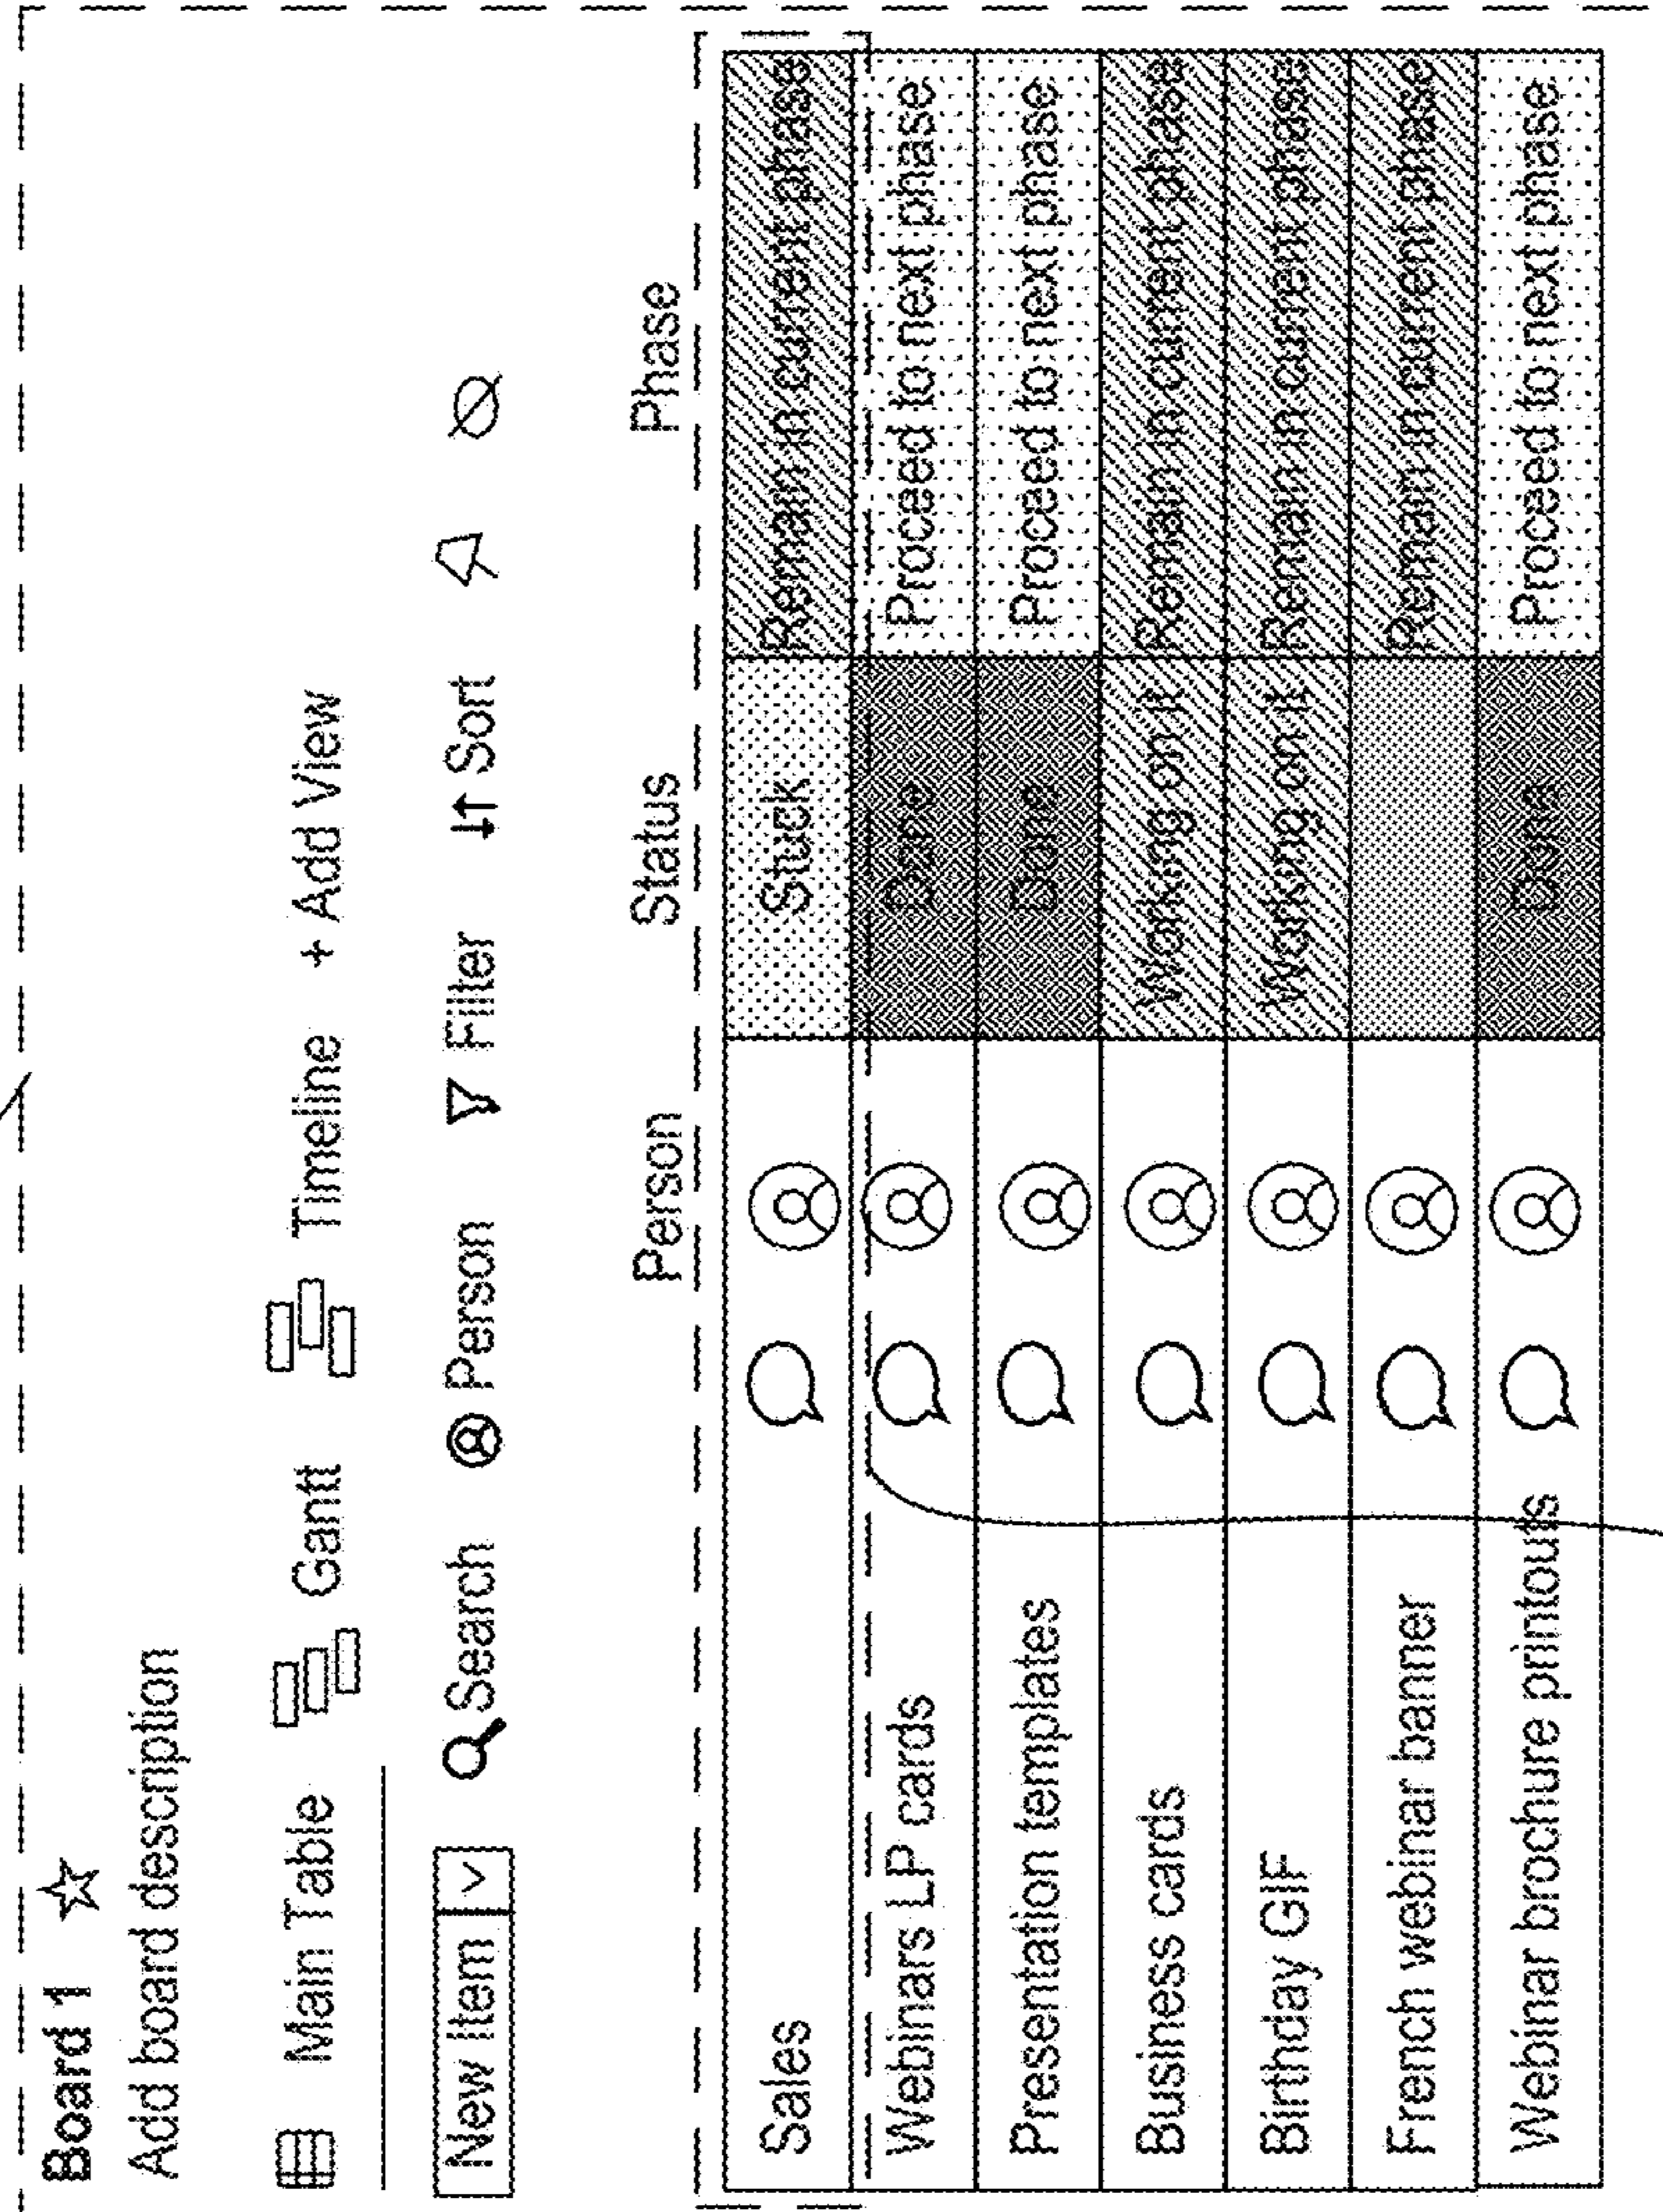 Board 1
Add board description
Main Table Gantt Timeline + Add View
New Item Search Person Filter Sort
Person Status Phase
Sales Stuck Remain in current phase
Webinars LP cards Done Proceed to next phase
Presentation templates Done Proceed to next phase
Business cards Working on it Remain in current phase
Birthday GIF Working on it Remain in current phase
French webinar banner Remain in current phase
Webinar brochure printouts Done Proceed to next phase